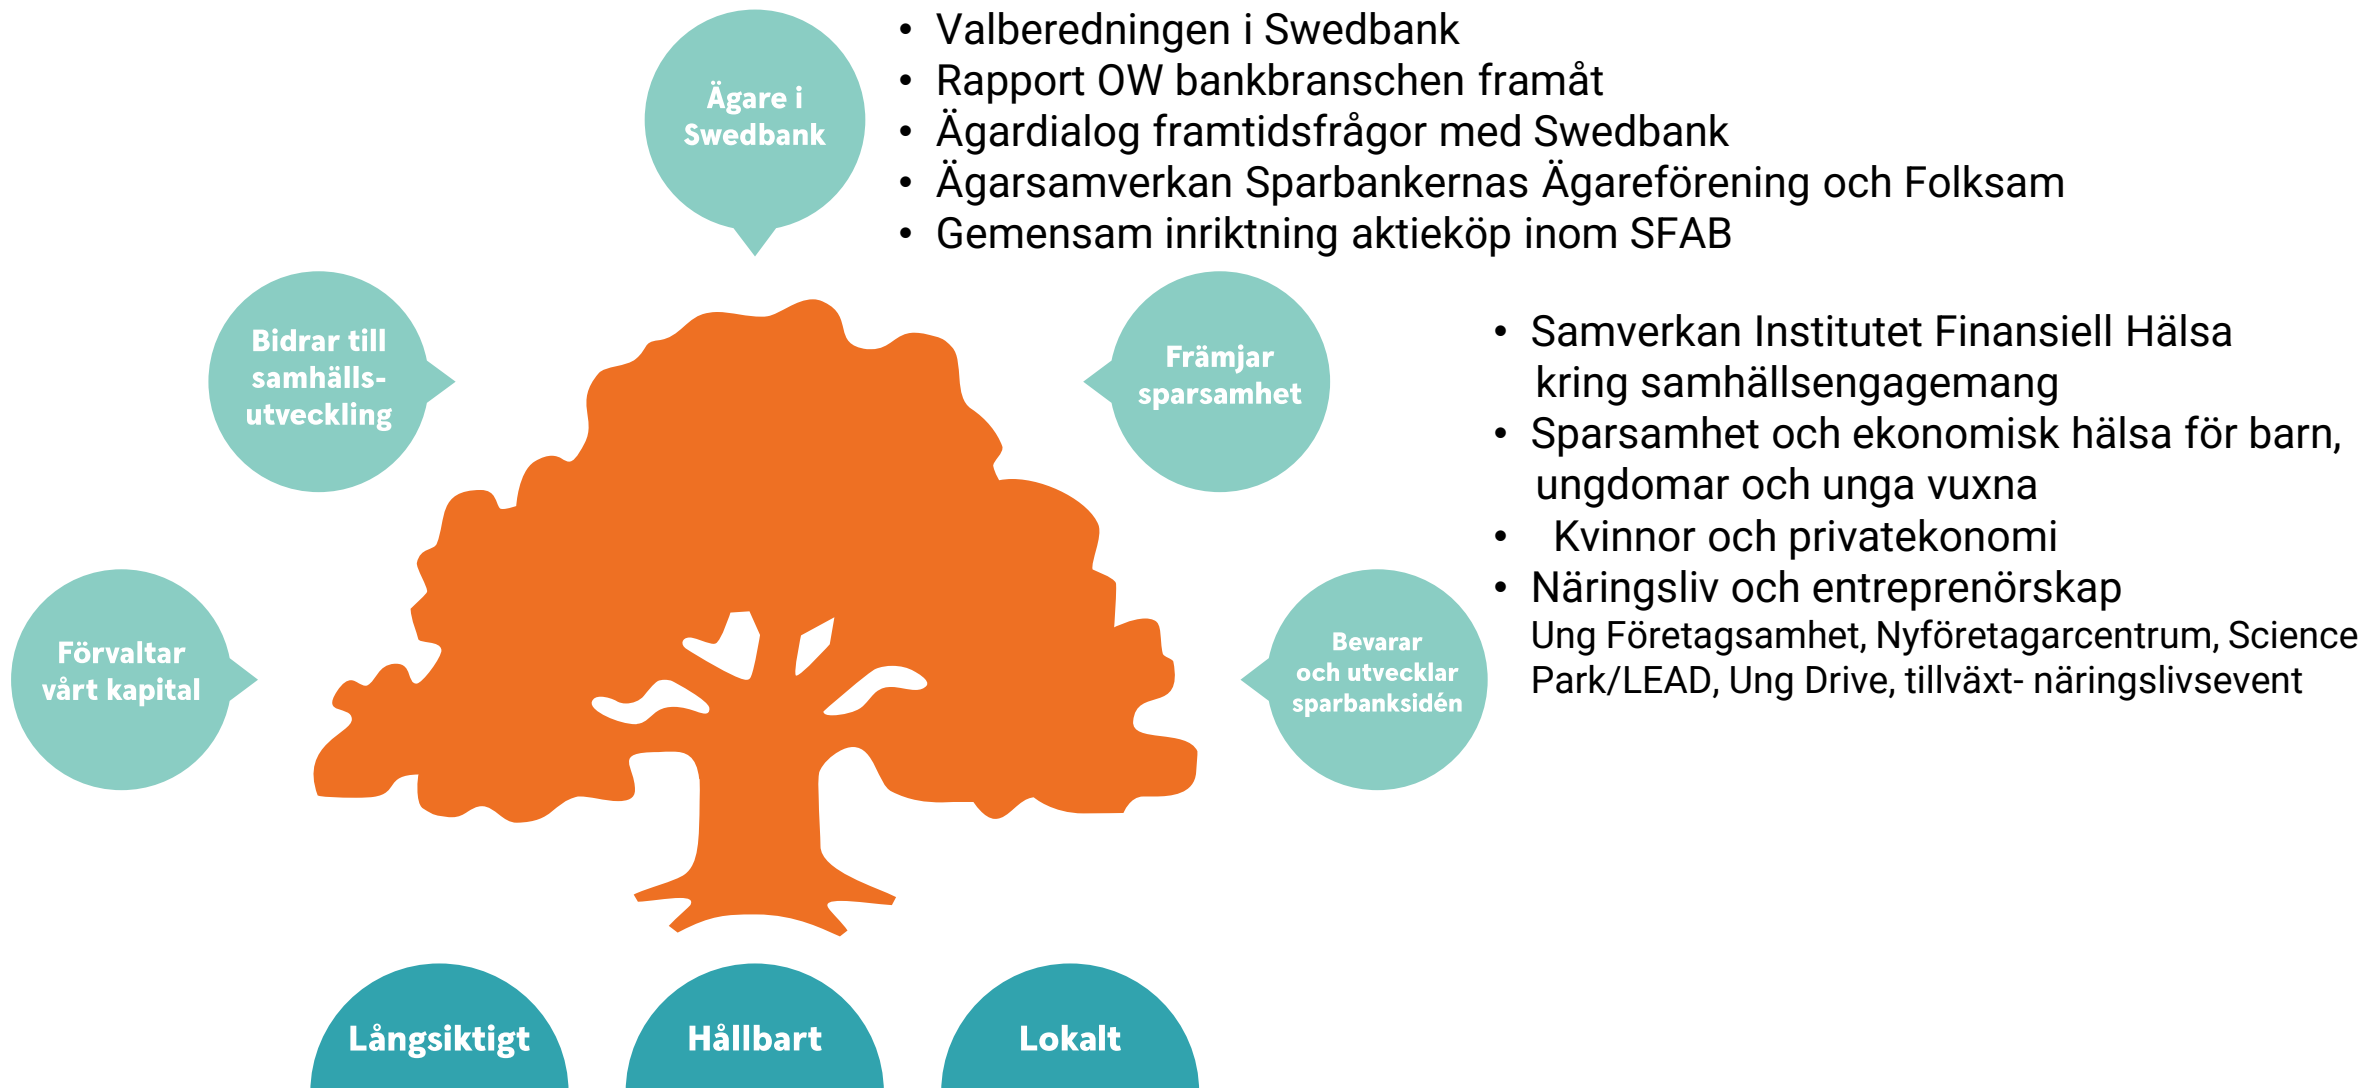 Ägare i
Swedbank
• Valberedningen i Swedbank
• Rapport OW bankbranschen framåt
• Ägardialog framtidsfrågor med Swedbank
• Ägarsamverkan Sparbankernas Ägareförening och Folksam
• Gemensam inriktning aktieköp inom SFAB
Bidrar till
samhälls-
utveckling
Främjar
sparsamhet
• Samverkan Institutet Finansiell Hälsa
kring samhällsengagemang
• Sparsamhet och ekonomisk hälsa för barn,
ungdomar och unga vuxna
• Kvinnor och privatekonomi
• Näringsliv och entreprenörskap
Ung Företagsamhet, Nyföretagarcentrum, Science
Park/LEAD, Ung Drive, tillväxt- näringslivsevent
Förvaltar
vårt kapital
Bevarar
och utvecklar
sparbanksidén
Långsiktigt
Hållbart
Lokalt